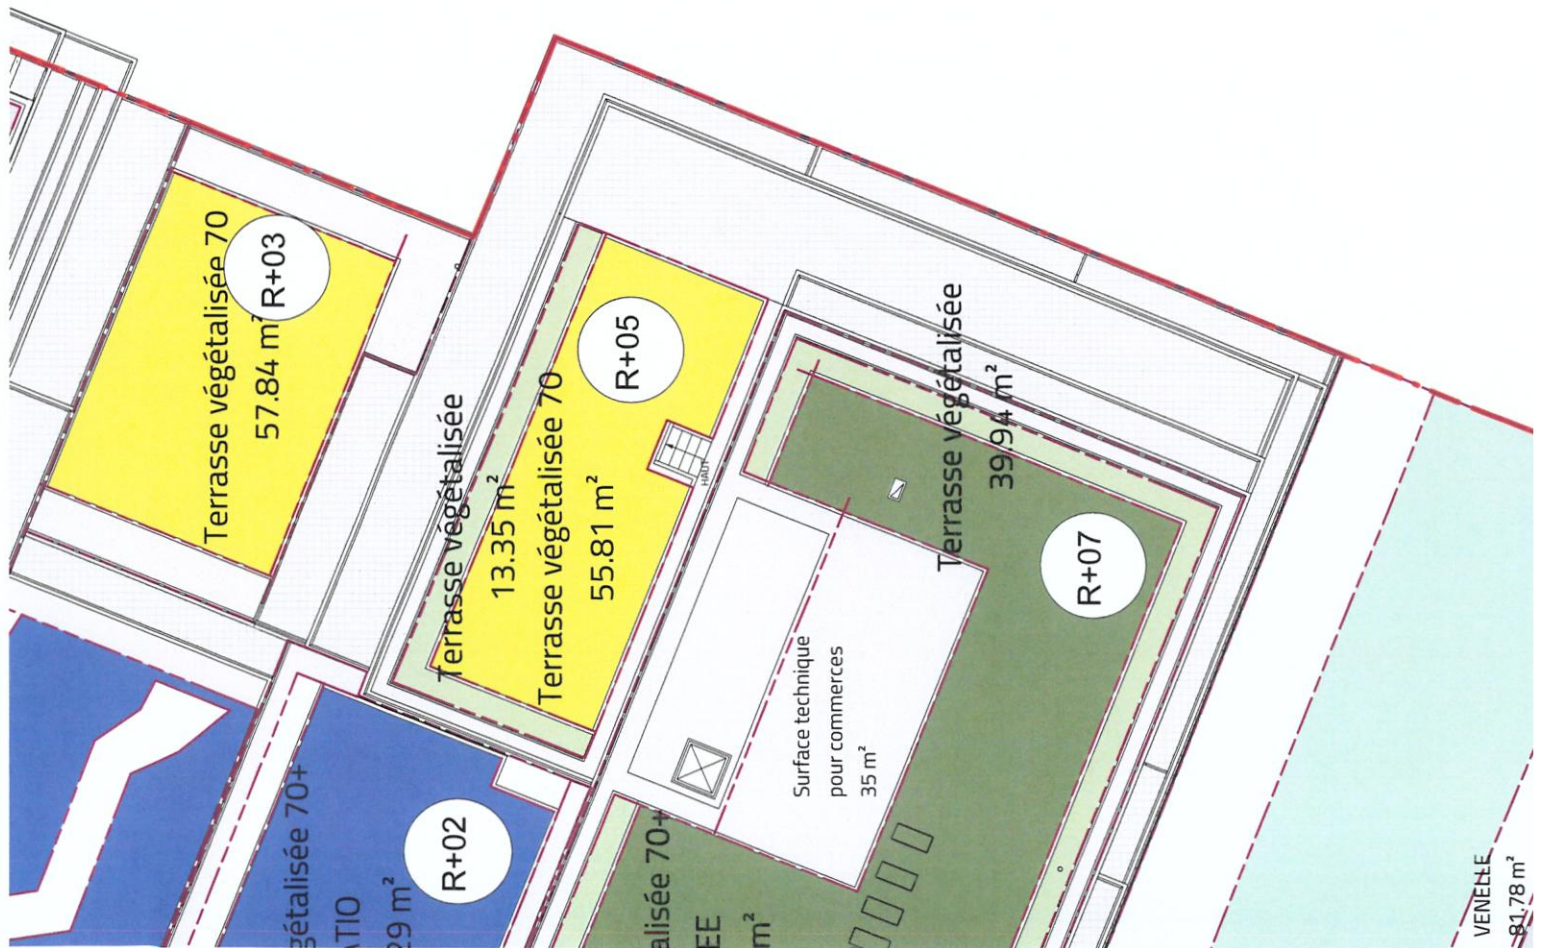 Terrasse végétalisée 70
57.84 m²
R+03
Terrasse végétalisée
13.35 m²
Terrasse végétalisée 70
55.81 m²
R+05
HAUT
Terrasse végétalisée
39.94 m²
R+07
Surface technique
pour commerces
35 m²
gétalisée 70+
ATIO
29 m²
R+02
alisée 70+
EE
m²
VENELLE
81.78 m²